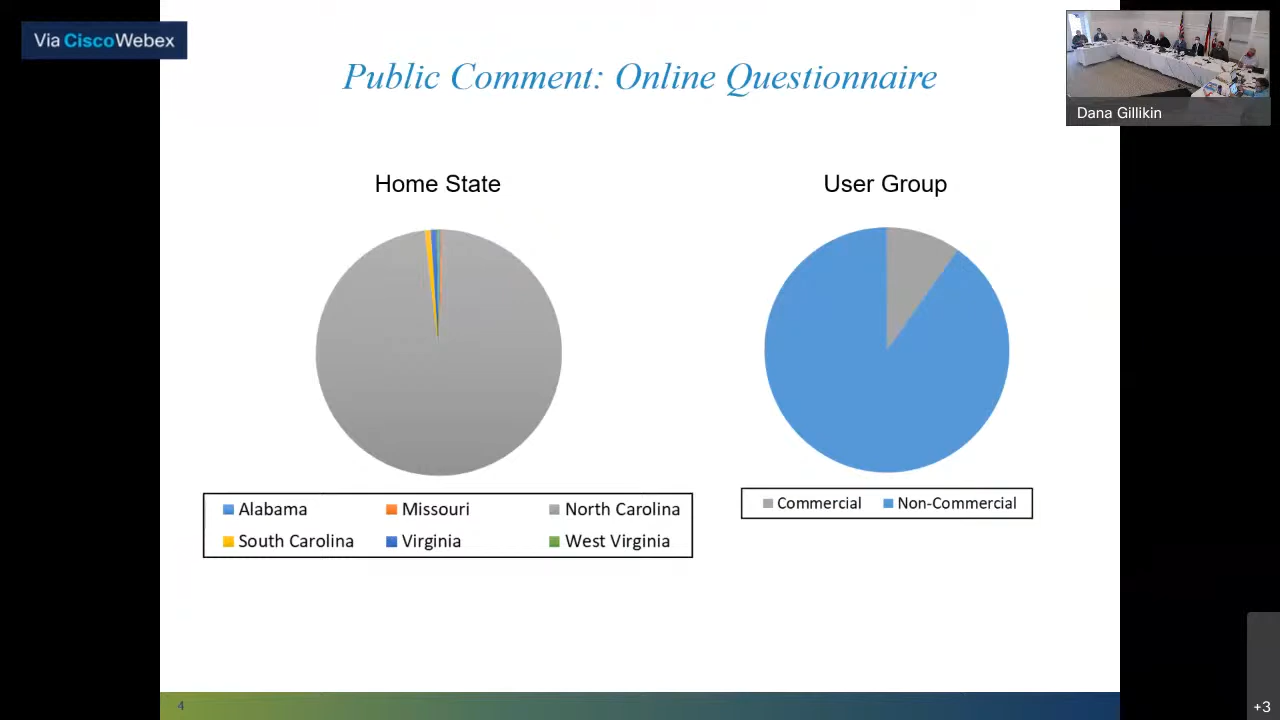 Via CiscoWebex
Public Comment: Online Questionnaire
Dana Gillikin
Home State
User Group
Alabama
Missouri
North Carolina
South Carolina
Virginia
West Virginia
Commercial
Non-Commercial
4
+3